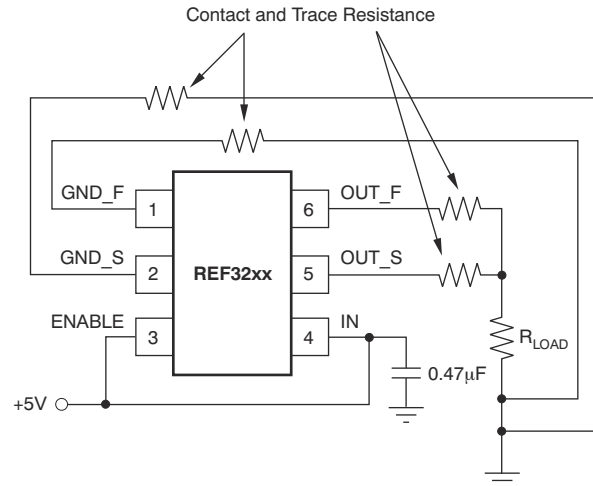 Contact and Trace Resistance
GND_F
1
6
OUT_F
GND_S
2
REF32xx
5
OUT_S
ENABLE
3
4
IN
R_LOAD
0.47μF
+5V